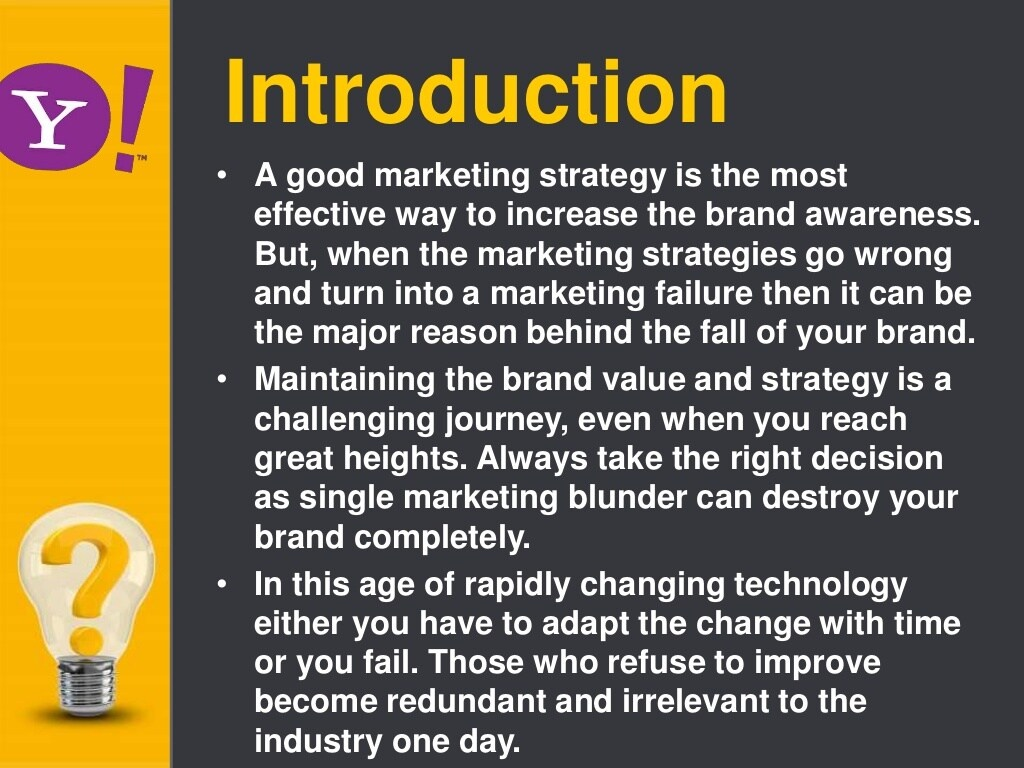 Y!™
Introduction
• A good marketing strategy is the most
effective way to increase the brand awareness.
But, when the marketing strategies go wrong
and turn into a marketing failure then it can be
the major reason behind the fall of your brand.
• Maintaining the brand value and strategy is a
challenging journey, even when you reach
great heights. Always take the right decision
as single marketing blunder can destroy your
brand completely.
• In this age of rapidly changing technology
either you have to adapt the change with time
or you fail. Those who refuse to improve
become redundant and irrelevant to the
industry one day.
?